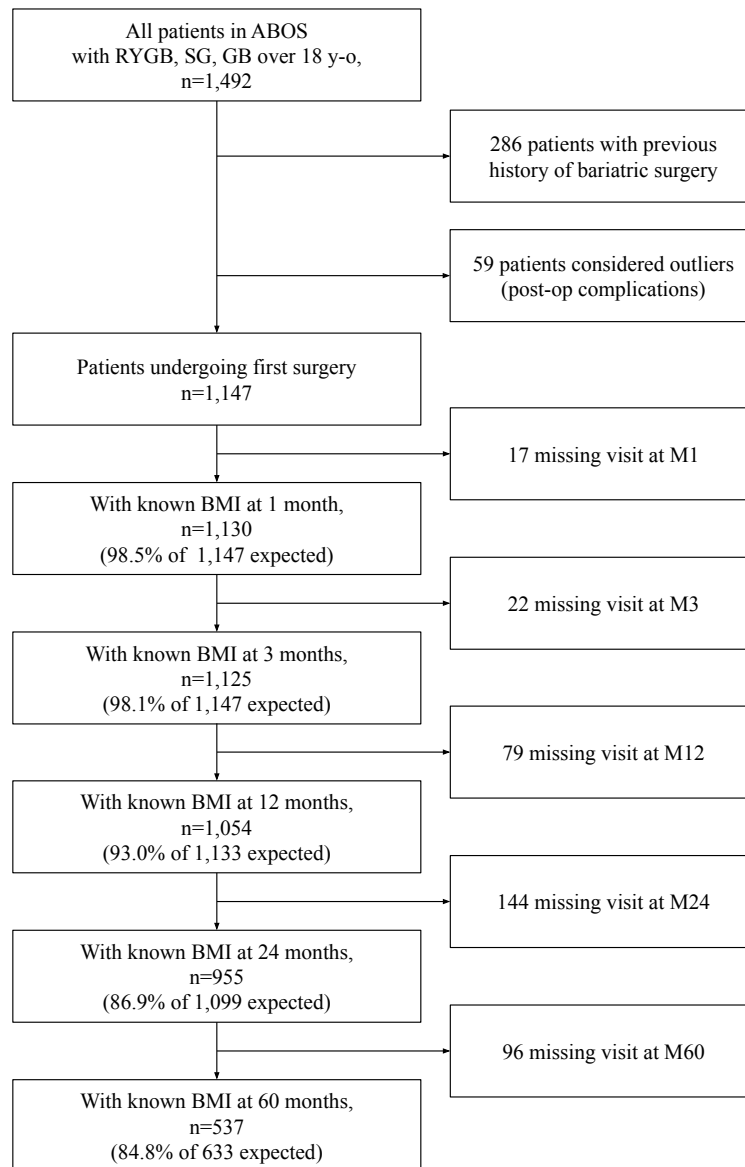 All patients in ABOS
with RYGB, SG, GB over 18 y-o,
n=1,492
286 patients with previous
history of bariatric surgery
59 patients considered outliers
(post-op complications)
Patients undergoing first surgery
n=1,147
17 missing visit at M1
With known BMI at 1 month,
n=1,130
(98.5% of  1,147 expected)
22 missing visit at M3
With known BMI at 3 months,
n=1,125
(98.1% of 1,147 expected)
79 missing visit at M12
With known BMI at 12 months,
n=1,054
(93.0% of 1,133 expected)
144 missing visit at M24
With known BMI at 24 months,
n=955
(86.9% of 1,099 expected)
96 missing visit at M60
With known BMI at 60 months,
n=537
(84.8% of 633 expected)